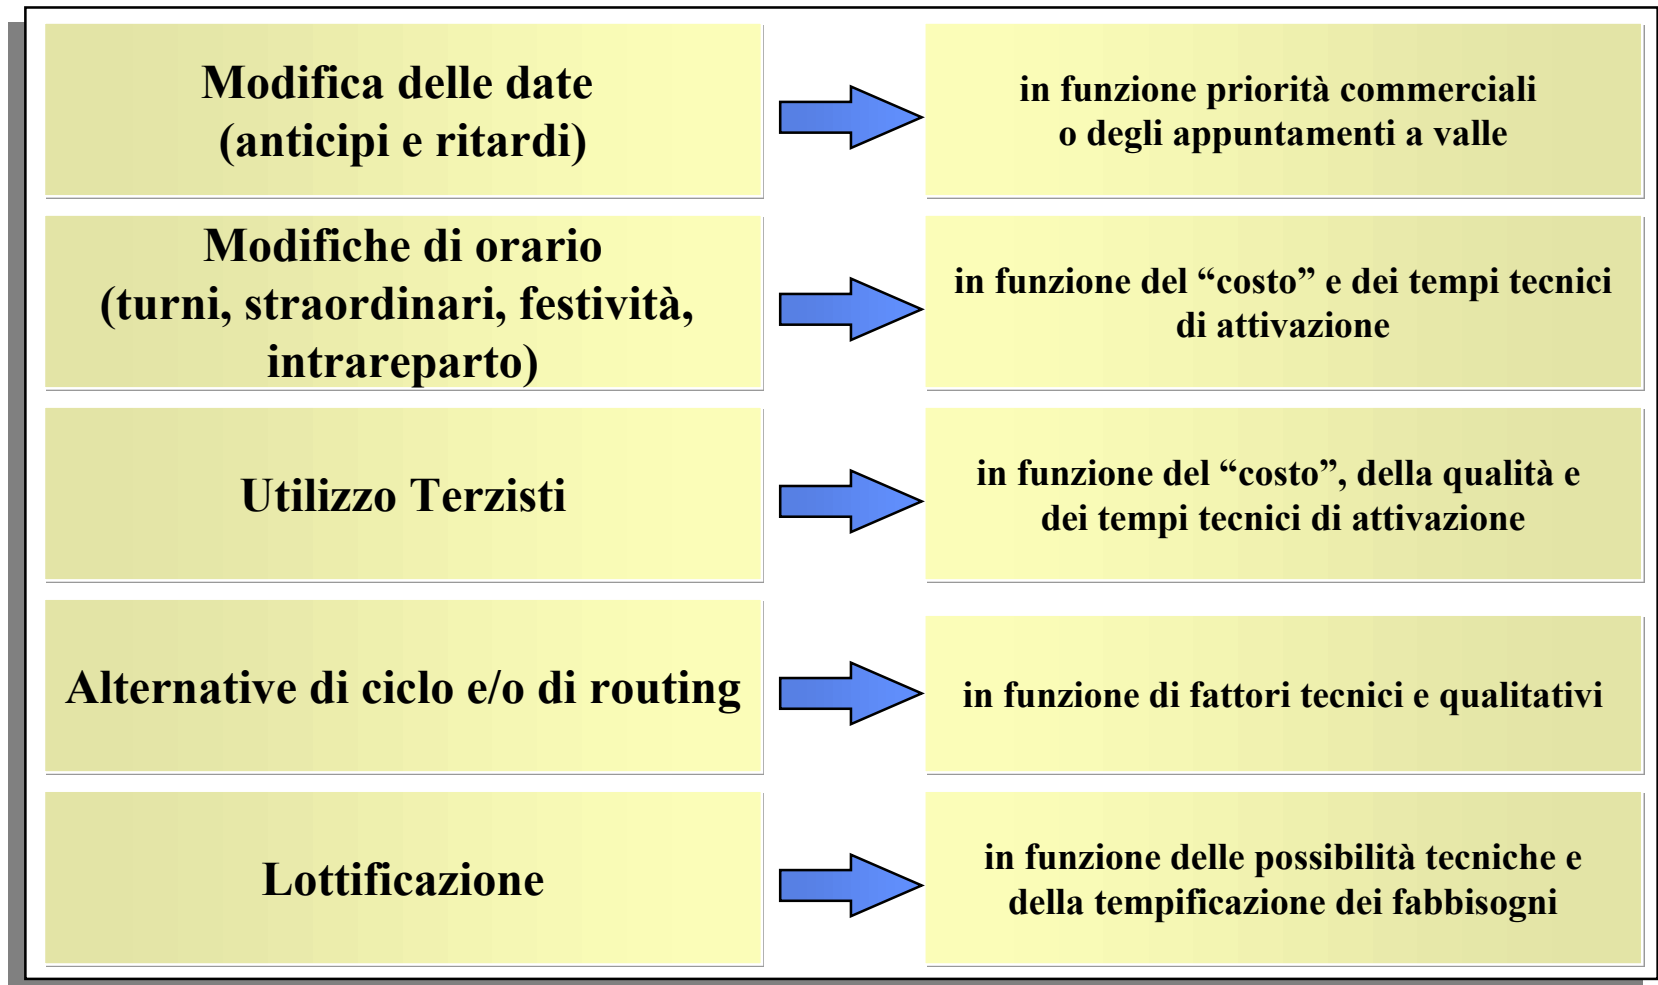 Modifica delle date
(anticipi e ritardi)
in funzione priorità commerciali
o degli appuntamenti a valle
Modifiche di orario
(turni, straordinari, festività,
intrareparto)
in funzione del “costo” e dei tempi tecnici
di attivazione
Utilizzo Terzisti
in funzione del “costo”, della qualità e
dei tempi tecnici di attivazione
Alternative di ciclo e/o di routing
in funzione di fattori tecnici e qualitativi
Lottificazione
in funzione delle possibilità tecniche e
della tempificazione dei fabbisogni